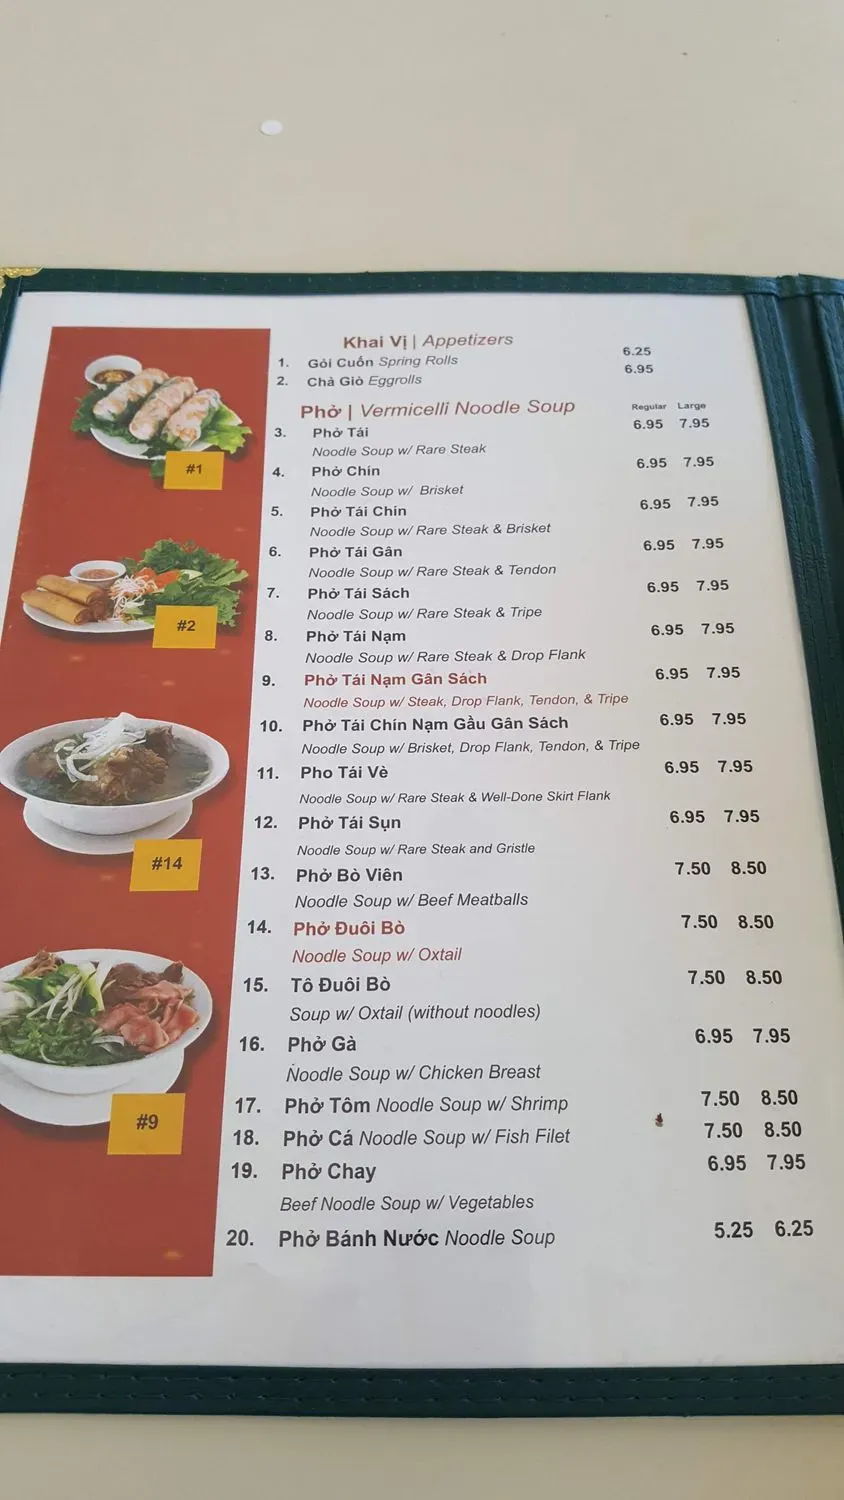 Khai Vị | Appetizers
1. Gỏi Cuốn Spring Rolls 6.25
2. Chả Giò Eggrolls 6.95
Phở | Vermicelli Noodle Soup Regular Large
3. Phở Tái 6.95 7.95
Noodle Soup w/ Rare Steak
4. Phở Chín 6.95 7.95
Noodle Soup w/ Brisket
5. Phở Tái Chín 6.95 7.95
Noodle Soup w/ Rare Steak & Brisket
6. Phở Tái Gân 6.95 7.95
Noodle Soup w/ Rare Steak & Tendon
7. Phở Tái Sách 6.95 7.95
Noodle Soup w/ Rare Steak & Tripe
8. Phở Tái Nạm 6.95 7.95
Noodle Soup w/ Rare Steak & Drop Flank
9. Phở Tái Nạm Gân Sách 6.95 7.95
Noodle Soup w/ Steak, Drop Flank, Tendon, & Tripe
10. Phở Tái Chín Nạm Gầu Gân Sách 6.95 7.95
Noodle Soup w/ Brisket, Drop Flank, Tendon, & Tripe
11. Pho Tái Vè 6.95 7.95
Noodle Soup w/ Rare Steak & Well-Done Skirt Flank
12. Phở Tái Sụn 6.95 7.95
Noodle Soup w/ Rare Steak and Gristle
13. Phở Bò Viên 7.50 8.50
Noodle Soup w/ Beef Meatballs
14. Phở Đuôi Bò 7.50 8.50
Noodle Soup w/ Oxtail
15. Tô Đuôi Bò 7.50 8.50
Soup w/ Oxtail (without noodles)
16. Phở Gà 6.95 7.95
Noodle Soup w/ Chicken Breast
17. Phở Tôm Noodle Soup w/ Shrimp 7.50 8.50
18. Phở Cá Noodle Soup w/ Fish Filet 7.50 8.50
19. Phở Chay 6.95 7.95
Beef Noodle Soup w/ Vegetables
20. Phở Bánh Nước Noodle Soup 5.25 6.25
#1
#2
#14
#9